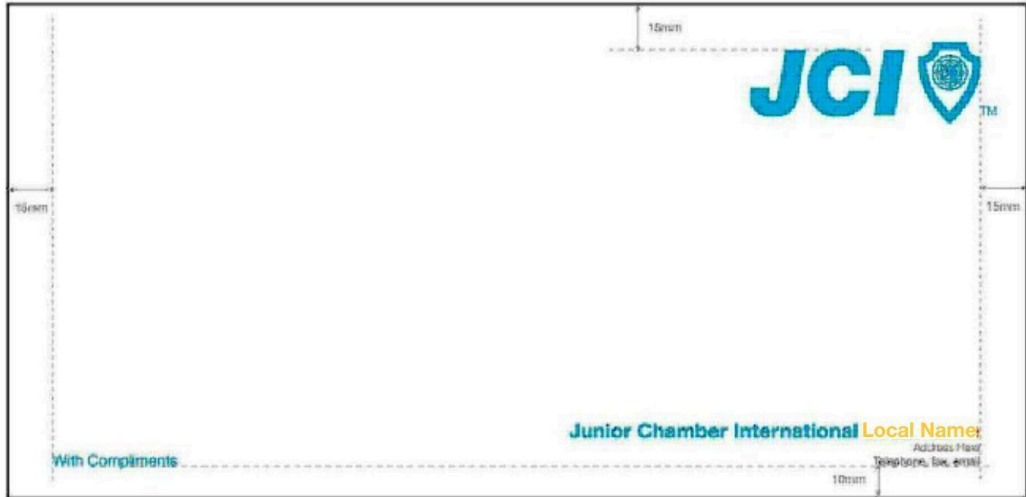 15mm
JCI
TM
15mm
15mm
Junior Chamber International Local Name
Address Here
With Compliments
Telephone, fax, email
10mm